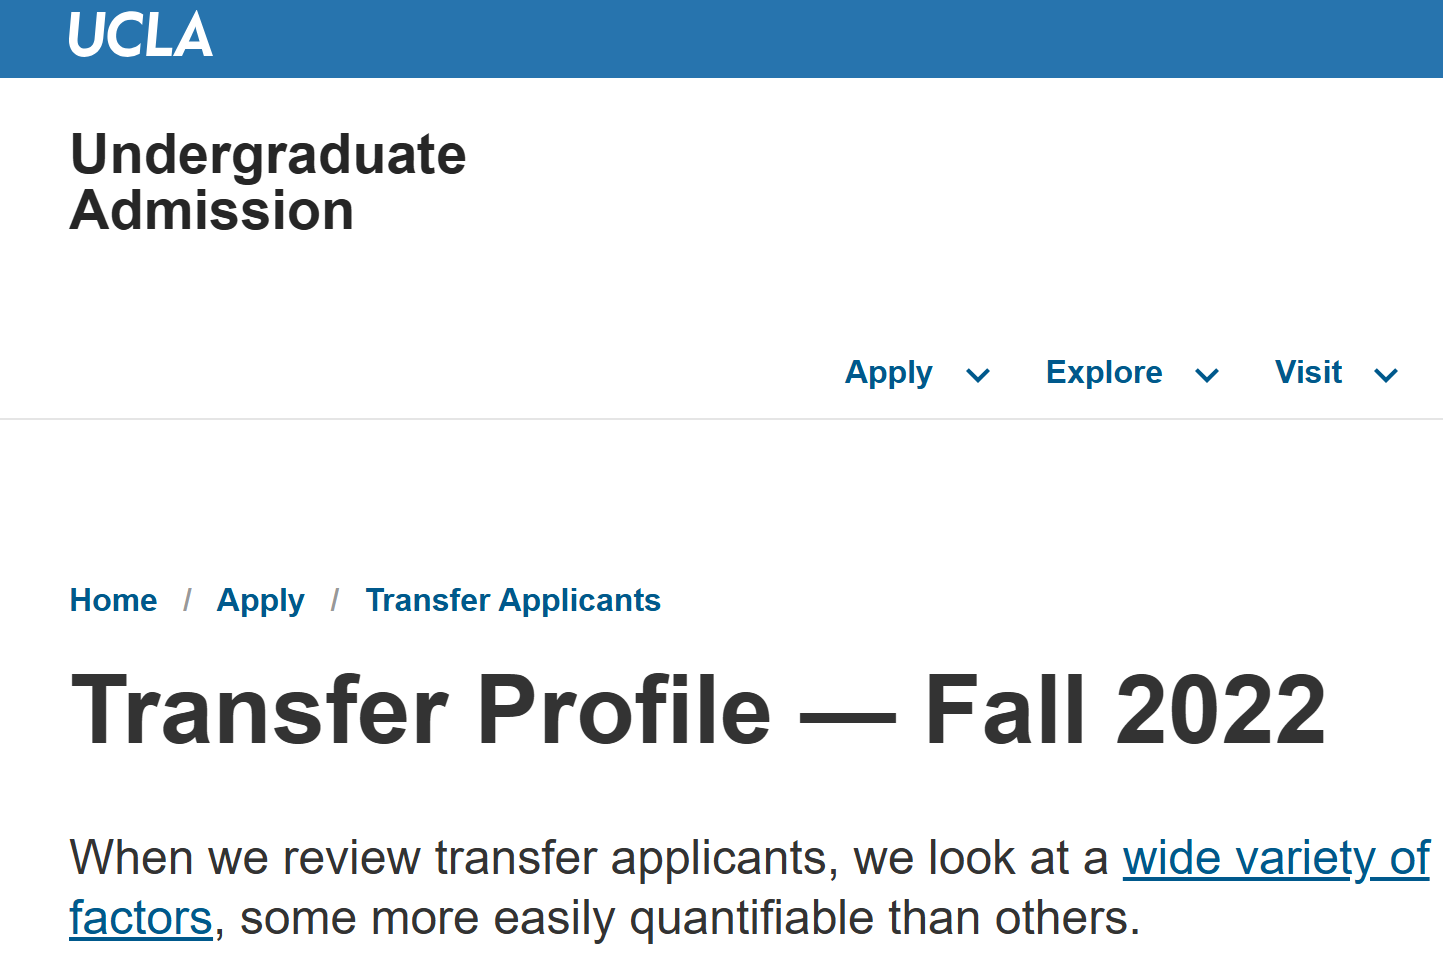 UCLA
Undergraduate
Admission
Apply Explore Visit
Home / Apply / Transfer Applicants
Transfer Profile — Fall 2022
When we review transfer applicants, we look at a wide variety of
factors, some more easily quantifiable than others.